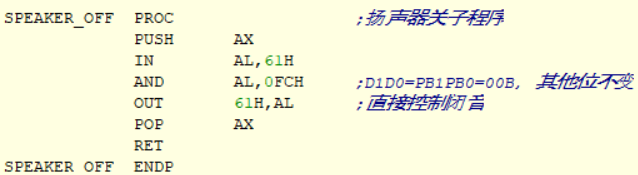 SPEAKER_OFF PROC ;扬声器关子程序
PUSH AX
IN AL,61H
AND AL,0FCH ;D1D0=PB1PB0=00B, 其他位不变
OUT 61H,AL ;直接控制闭音
POP AX
RET
SPEAKER OFF ENDP